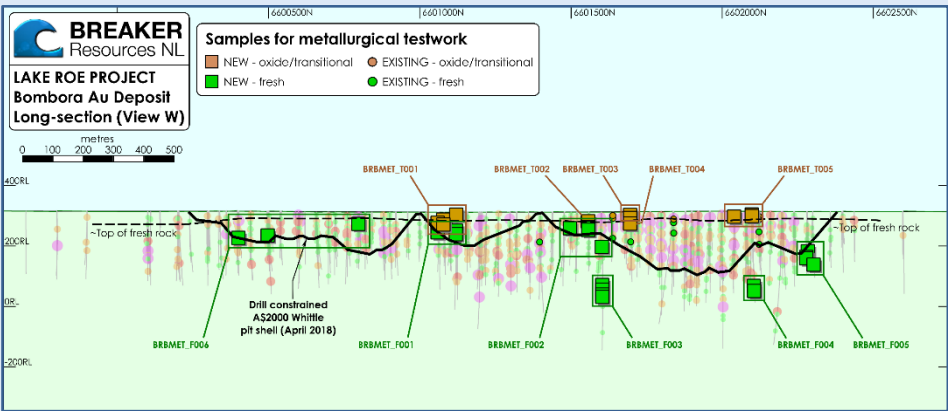 6600500N
6601000N
6601500N
6602000N
6602500N
BREAKER
Resources NL
LAKE ROE PROJECT
Bombora Au Deposit
Long-section (View W)
metres
0 100 200 300 400 500
Samples for metallurgical testwork
NEW - oxide/transitional
EXISTING - oxide/transitional
NEW - fresh
EXISTING - fresh
BRBMET_T001
BRBMET_T002
BRBMET_T003
BRBMET_T004
BRBMET_T005
400RL
~Top of fresh rock
~Top of fresh rock
200RL
0RL
Drill constrained
A$2000 Whittle
pit shell (April 2018)
BRBMET_F006
BRBMET_F001
BRBMET_F002
BRBMET_F003
BRBMET_F004
BRBMET_F005
-200RL